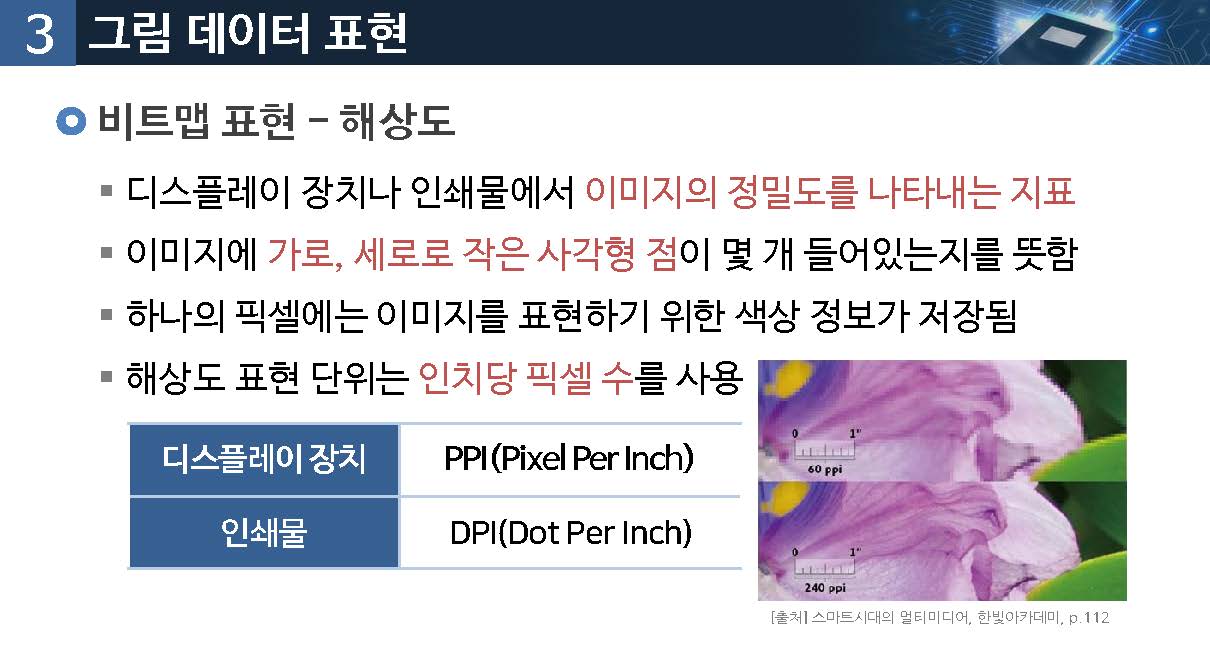 3 그림 데이터 표현
비트맵 표현 – 해상도
▪ 디스플레이 장치나 인쇄물에서 이미지의 정밀도를 나타내는 지표
▪ 이미지에 가로, 세로로 작은 사각형 점이 몇 개 들어있는지를 뜻함
▪ 하나의 픽셀에는 이미지를 표현하기 위한 색상 정보가 저장됨
▪ 해상도 표현 단위는 인치당 픽셀 수를 사용
디스플레이 장치 PPI(Pixel Per Inch)
인쇄물 DPI(Dot Per Inch)
0 1"
60 ppi
0 1"
240 ppi
[출처] 스마트시대의 멀티미디어, 한빛아카데미, p.112